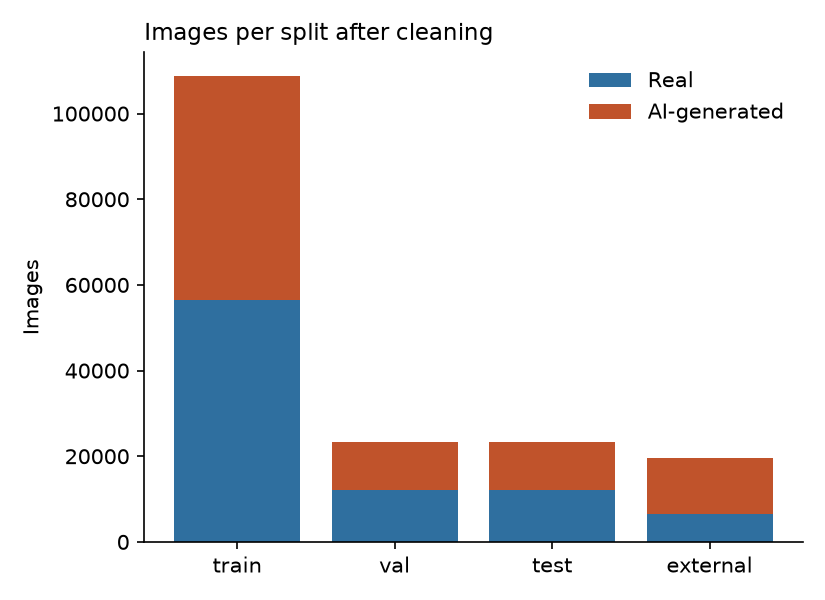 Images per split after cleaning
Real
AI-generated
100000
80000
60000
40000
20000
0
Images
train
val
test
external